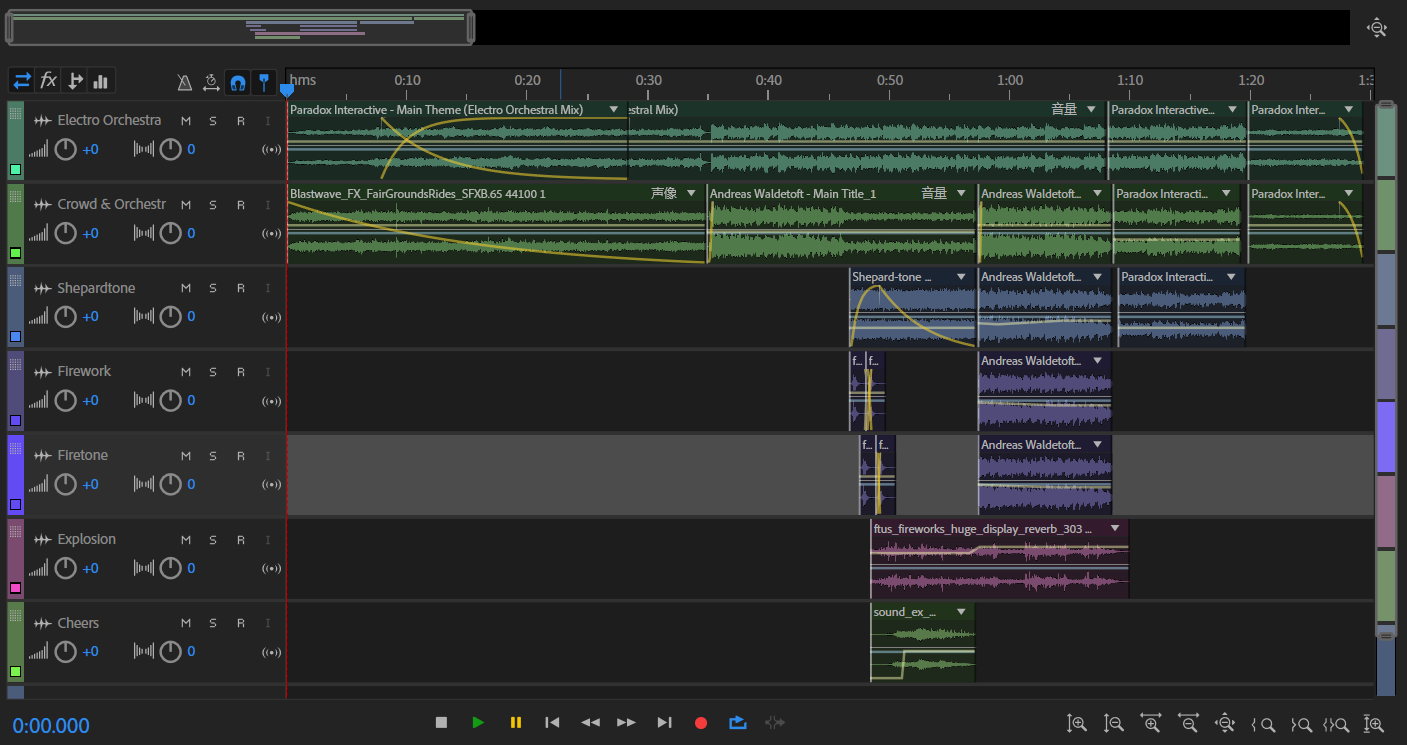 fx
hms 0:10 0:20 0:30 0:40 0:50 1:00 1:10 1:20 1:3
Electro Orchestra M S R I
+0 0
Paradox Interactive - Main Theme (Electro Orchestral Mix) stral Mix) 音量 Paradox Interactive... Paradox Inter...
Crowd & Orchestr M S R I
+0 0
Blastwave_FX_FairGroundsRides_SFXB.65 44100 1 声像 Andreas Waldetoft - Main Title_1 音量 Andreas Waldetoft... Paradox Interacti... Paradox Inter...
Shepardtone M S R I
+0 0
Shepard-tone ... Andreas Waldetoft... Paradox Interacti...
Firework M S R I
+0 0
f... f... Andreas Waldetoft...
Firetone M S R I
+0 0
f... f... Andreas Waldetoft...
Explosion M S R I
+0 0
ftus_fireworks_huge_display_reverb_303 ...
Cheers M S R I
+0 0
sound_ex_...
0:00.000